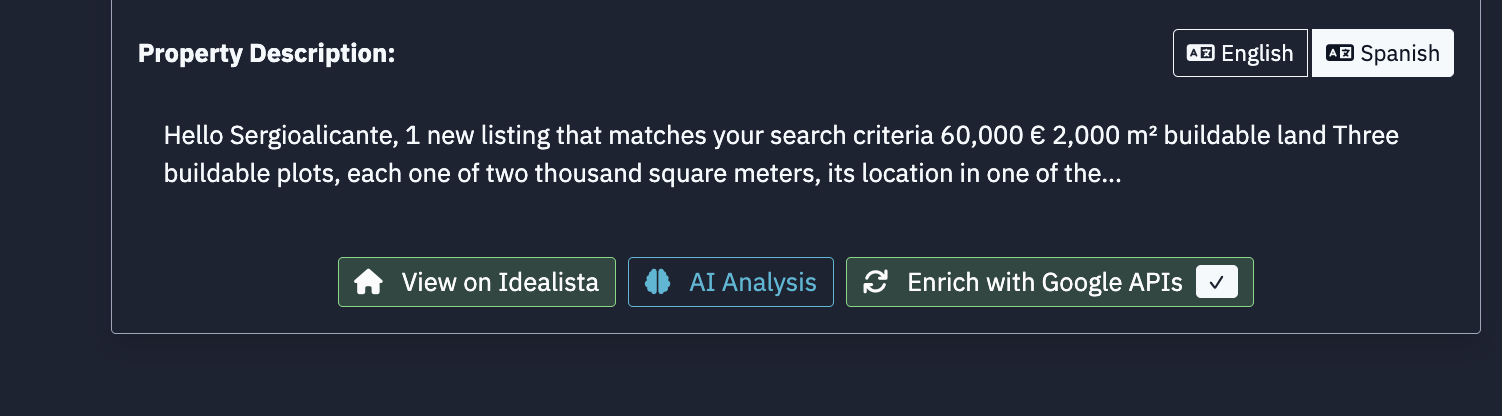 Property Description:
English
Spanish
Hello Sergioalicante, 1 new listing that matches your search criteria 60,000 € 2,000 m² buildable land Three
buildable plots, each one of two thousand square meters, its location in one of the...
View on Idealista
AI Analysis
Enrich with Google APIs ✓